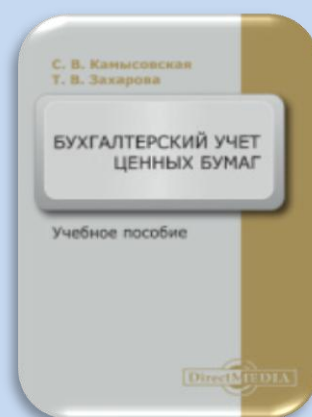 С. В. Камысовская
Т. В. Захарова
БУХГАЛТЕРСКИЙ УЧЕТ
ЦЕННЫХ БУМАГ
Учебное пособие
DirectMEDIA